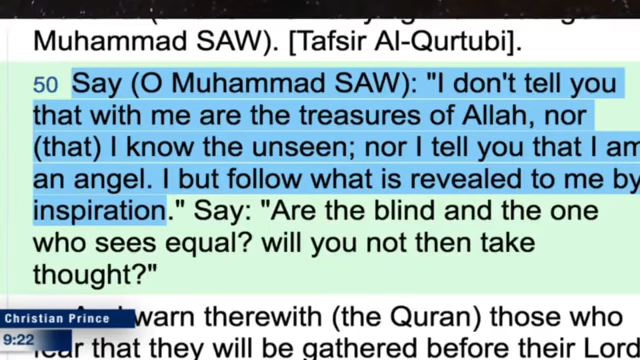 Muhammad SAW). [Tafsir Al-Qurtubi].
50 Say (O Muhammad SAW): "I don't tell you
that with me are the treasures of Allah, nor
(that) I know the unseen; nor I tell you that I am
an angel. I but follow what is revealed to me by
inspiration." Say: "Are the blind and the one
who sees equal? will you not then take
thought?"
warn therewith (the Quran) those who
Christian Prince
9:22
that they will be gathered before their Lord